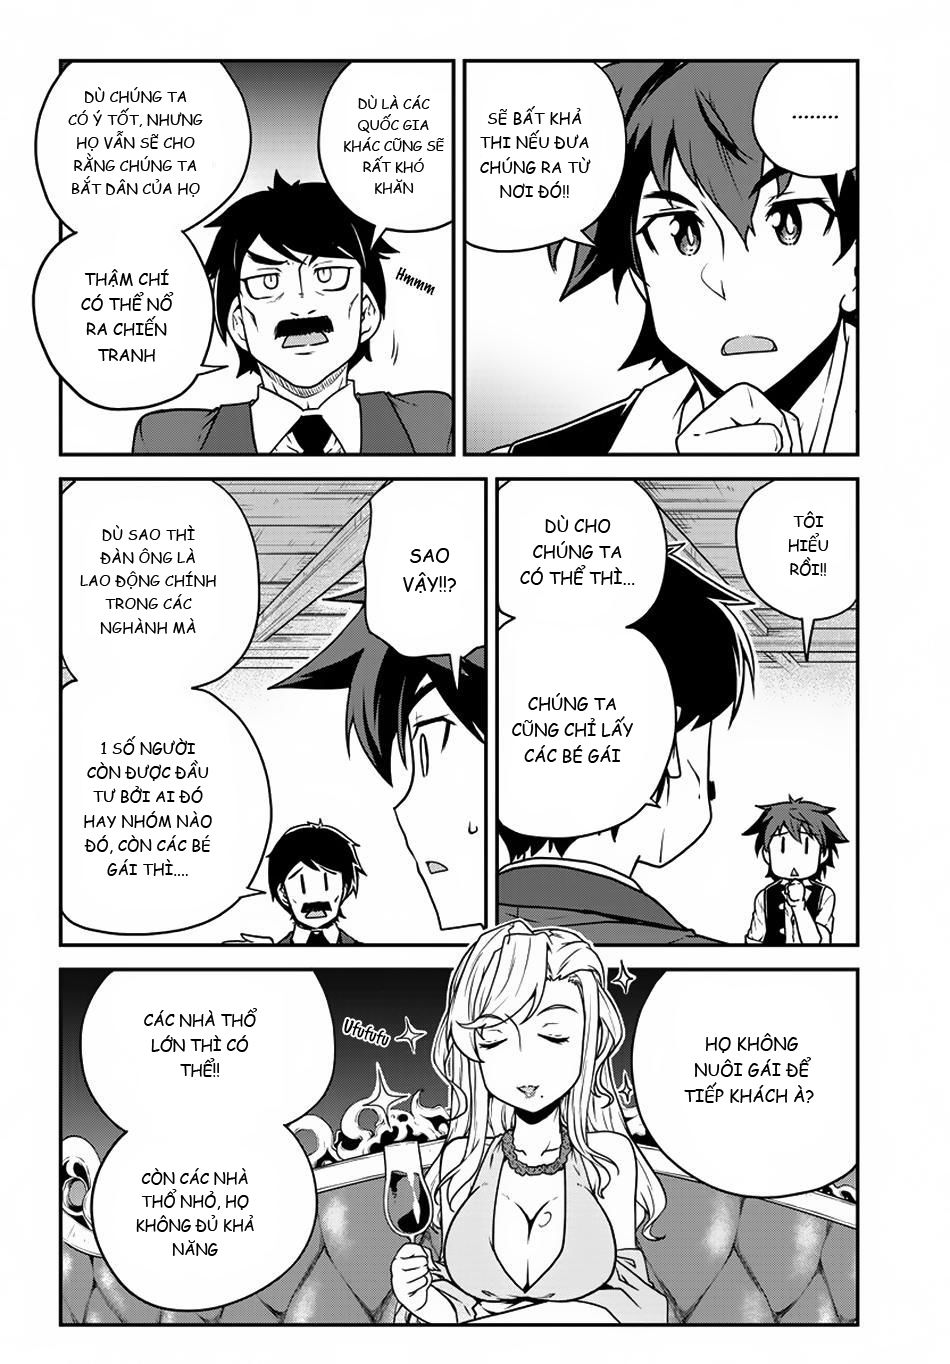 ........
SẼ BẤT KHẢ
THI NẾU ĐƯA
CHÚNG RA TỪ
NƠI ĐÓ!!
DÙ LÀ CÁC
QUỐC GIA
KHÁC CŨNG SẼ
RẤT KHÓ
KHĂN
Hmmm
DÙ CHÚNG TA
CÓ Ý TỐT, NHƯNG
HỌ VẪN SẼ CHO
RẰNG CHÚNG TA
BẮT DÂN CỦA HỌ
THẬM CHÍ
CÓ THỂ NỔ
RA CHIẾN
TRANH
TÔI
HIỂU
RỒI!!
DÙ CHO
CHÚNG TA
CÓ THỂ THÌ...
CHÚNG TA
CŨNG CHỈ LẤY
CÁC BÉ GÁI
SAO
VẬY!!?
DÙ SAO THÌ
ĐÀN ÔNG LÀ
LAO ĐỘNG CHÍNH
TRONG CÁC
NGHÀNH MÀ
1 SỐ NGƯỜI
CÒN ĐƯỢC ĐẦU
TƯ BỞI AI ĐÓ
HAY NHÓM NÀO
ĐÓ, CÒN CÁC BÉ
GÁI THÌ....
HỌ KHÔNG
NUÔI GÁI ĐỂ
TIẾP KHÁCH À?
Ufufufu
CÁC NHÀ THỔ
LỚN THÌ CÓ
THỂ!!
CÒN CÁC NHÀ
THỔ NHỎ, HỌ
KHÔNG ĐỦ KHẢ
NĂNG